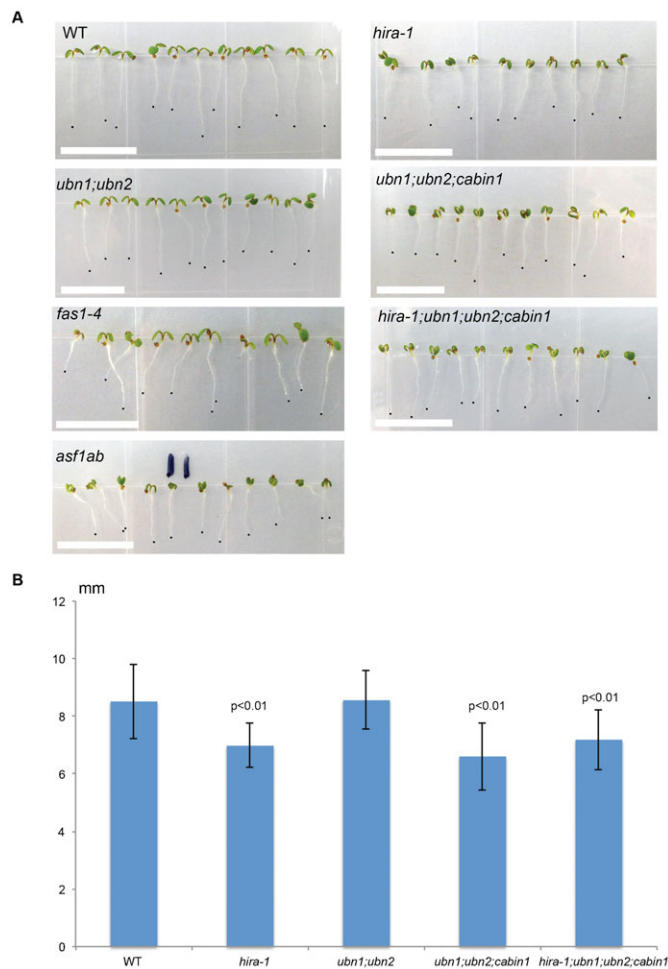 A
WT
hira-1
ubn1;ubn2
ubn1;ubn2;cabin1
fas1-4
hira-1;ubn1;ubn2;cabin1
asf1ab
B
mm
12
10
8
6
4
2
0
p<0.01
p<0.01
p<0.01
WT
hira-1
ubn1;ubn2
ubn1;ubn2;cabin1
hira-1;ubn1;ubn2;cabin1